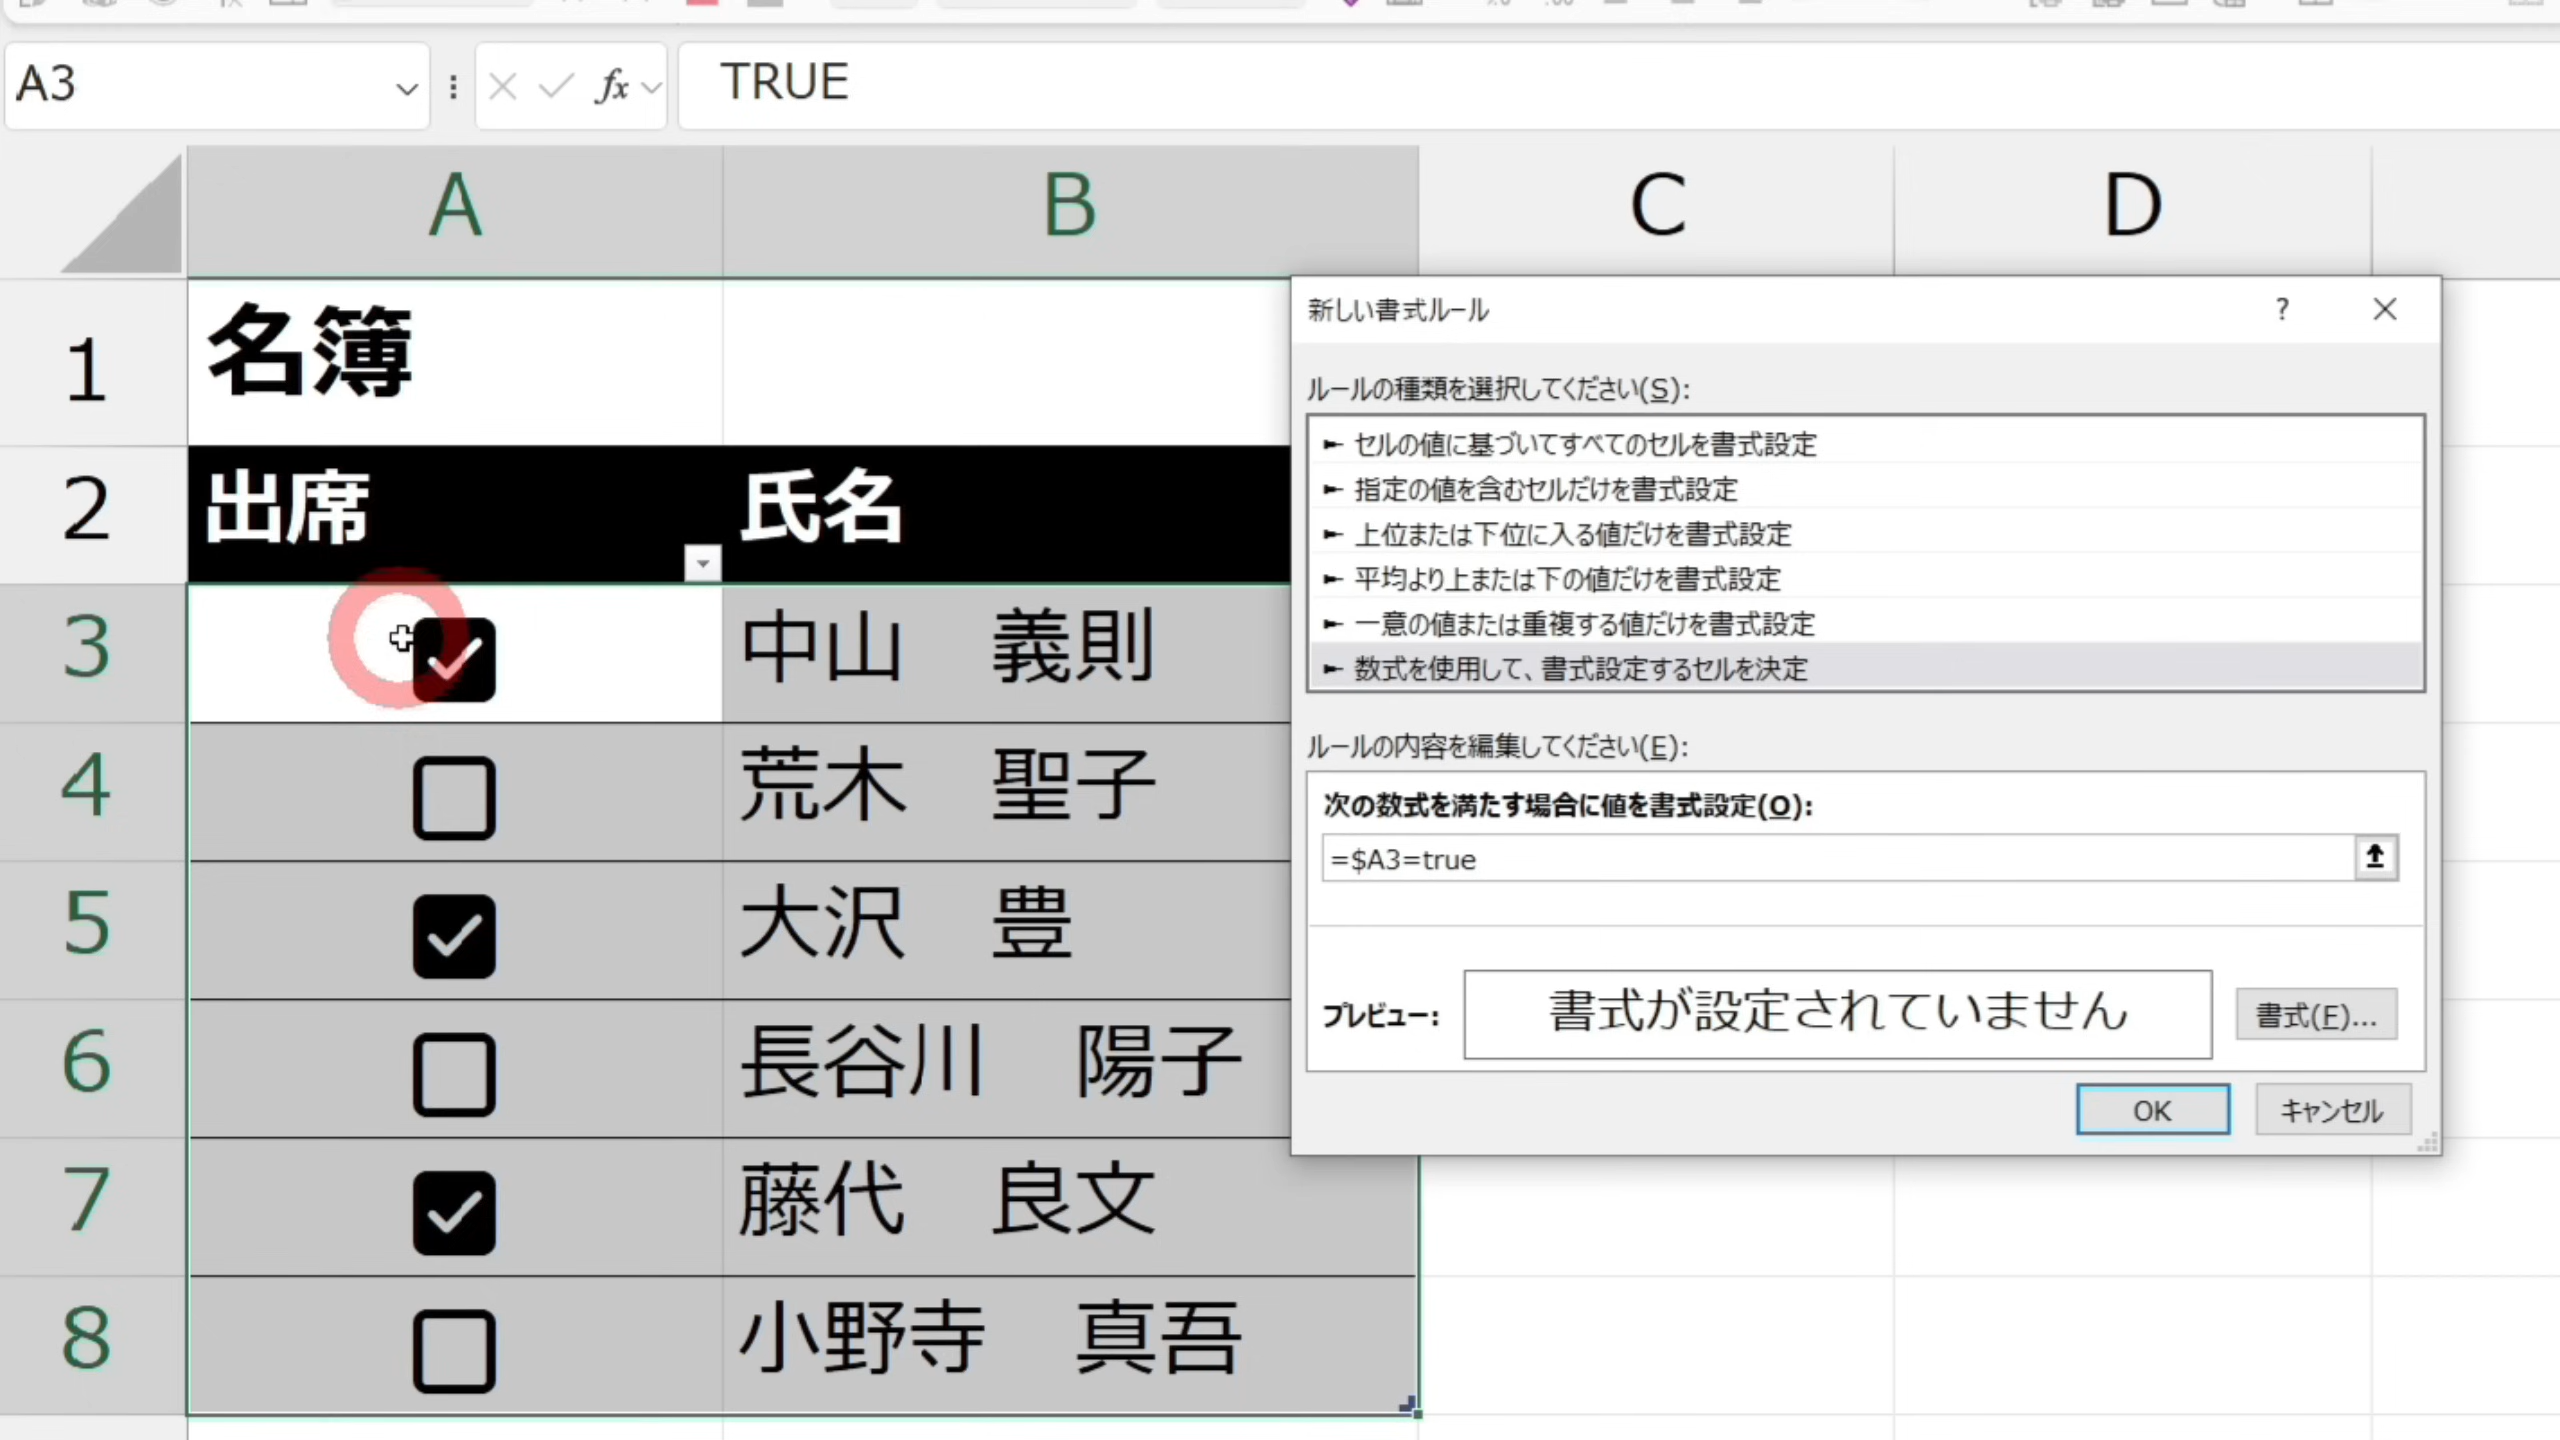 A3
fx
TRUE
A B C D
1 名簿
2 出席 氏名
3 中山　義則
4 荒木　聖子
5 大沢　豊
6 長谷川　陽子
7 藤代　良文
8 小野寺　真吾
新しい書式ルール ?
ルールの種類を選択してください(S):
► セルの値に基づいてすべてのセルを書式設定
► 指定の値を含むセルだけを書式設定
► 上位または下位に入る値だけを書式設定
► 平均より上または下の値だけを書式設定
► 一意の値または重複する値だけを書式設定
► 数式を使用して、書式設定するセルを決定
ルールの内容を編集してください(E):
次の数式を満たす場合に値を書式設定(O):
=$A3=true
プレビュー: 書式が設定されていません 書式(F)...
OK キャンセル